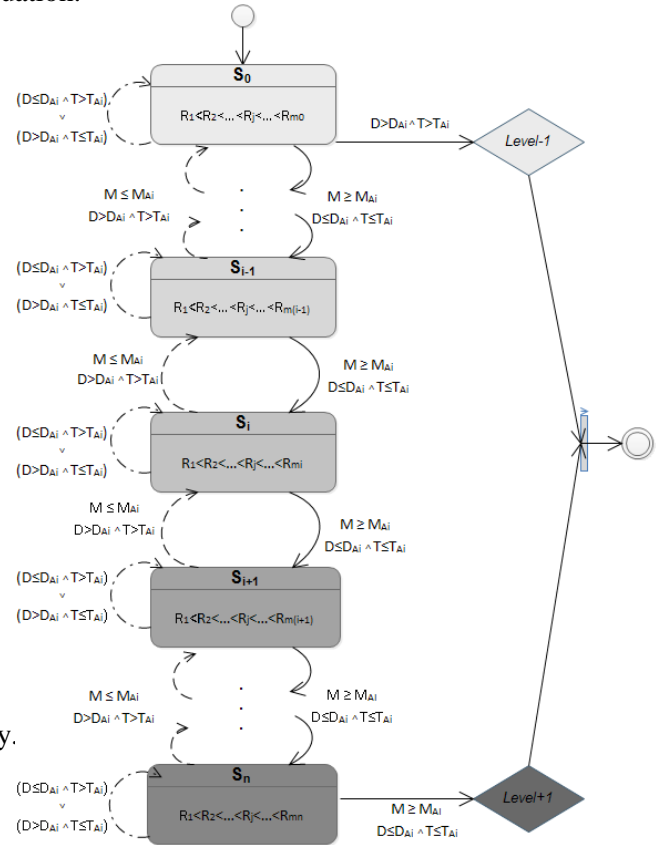 uation.
S0
R1<R2<...<Rj<...<Rm0
(D≤DAi ^ T>TAi)
v
(D>DAi ^ T≤TAi)
D>DAi ^ T>TAi
Level-1
M ≤ MAi
D>DAi ^ T>TAi
.
.
.
M ≥ MAi
D≤DAi ^ T≤TAi
Si-1
R1<R2<...<Rj<...<Rm(i-1)
(D≤DAi ^ T>TAi)
v
(D>DAi ^ T≤TAi)
M ≤ MAi
D>DAi ^ T>TAi
M ≥ MAi
D≤DAi ^ T≤TAi
Si
R1<R2<...<Rj<...<Rmi
(D≤DAi ^ T>TAi)
v
(D>DAi ^ T≤TAi)
M ≤ MAi
D>DAi ^ T>TAi
M ≥ MAi
D≤DAi ^ T≤TAi
Si+1
R1<R2<...<Rj<...<Rm(i+1)
(D≤DAi ^ T>TAi)
v
(D>DAi ^ T≤TAi)
M ≤ MAi
D>DAi ^ T>TAi
.
.
.
M ≥ MAi
D≤DAi ^ T≤TAi
y.
Sn
R1<R2<...<Rj<...<Rmn
(D≤DAi ^ T>TAi)
v
(D>DAi ^ T≤TAi)
M ≥ MAi
D≤DAi ^ T≤TAi
Level+1